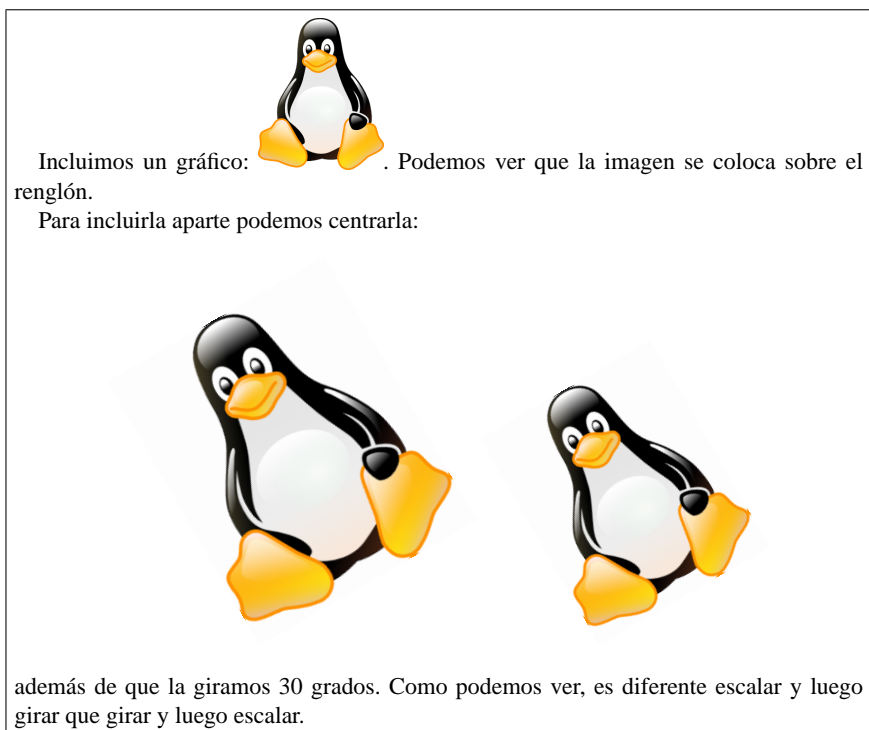 Incluimos un gráfico: . Podemos ver que la imagen se coloca sobre el
renglón.
Para incluirla aparte podemos centrarla:
además de que la giramos 30 grados. Como podemos ver, es diferente escalar y luego
girar que girar y luego escalar.